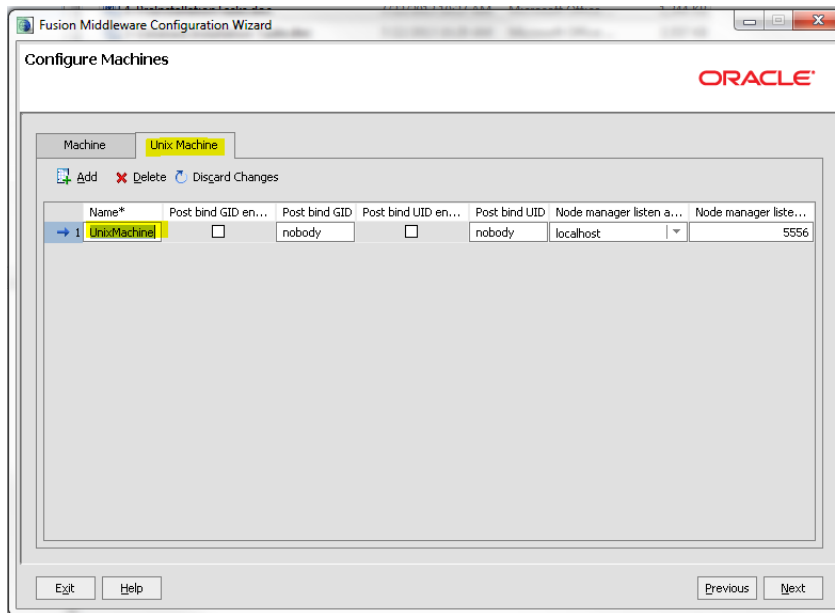 Fusion Middleware Configuration Wizard
Configure Machines
ORACLE
Machine Unix Machine
Add Delete Discard Changes
Name* Post bind GID en... Post bind GID Post bind UID en... Post bind UID Node manager listen a... Node manager liste...
1 UnixMachine nobody nobody localhost 5556
Exit Help Previous Next